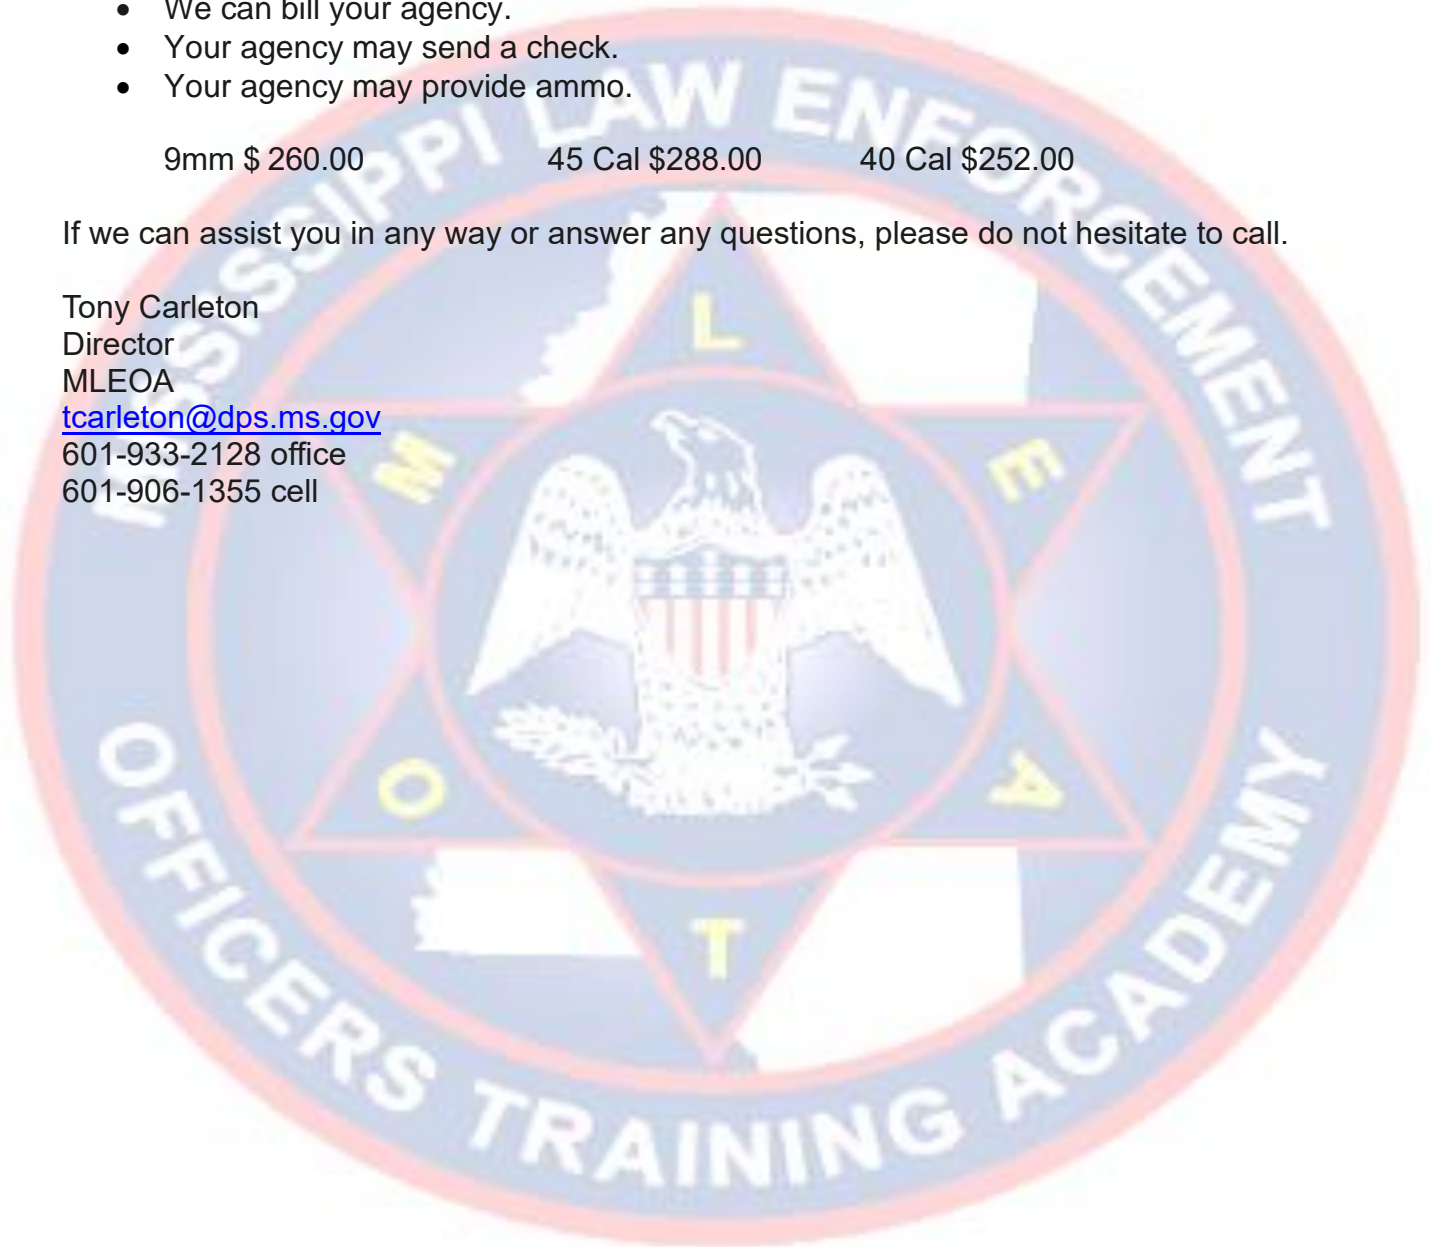 • We can bill your agency.
• Your agency may send a check.
• Your agency may provide ammo.
9mm $ 260.00 45 Cal $288.00 40 Cal $252.00
If we can assist you in any way or answer any questions, please do not hesitate to call.
Tony Carleton
Director
MLEOA
tcarleton@dps.ms.gov
601-933-2128 office
601-906-1355 cell
MISSISSIPPI LAW ENFORCEMENT
OFFICERS TRAINING ACADEMY
M
L
E
O
T
A